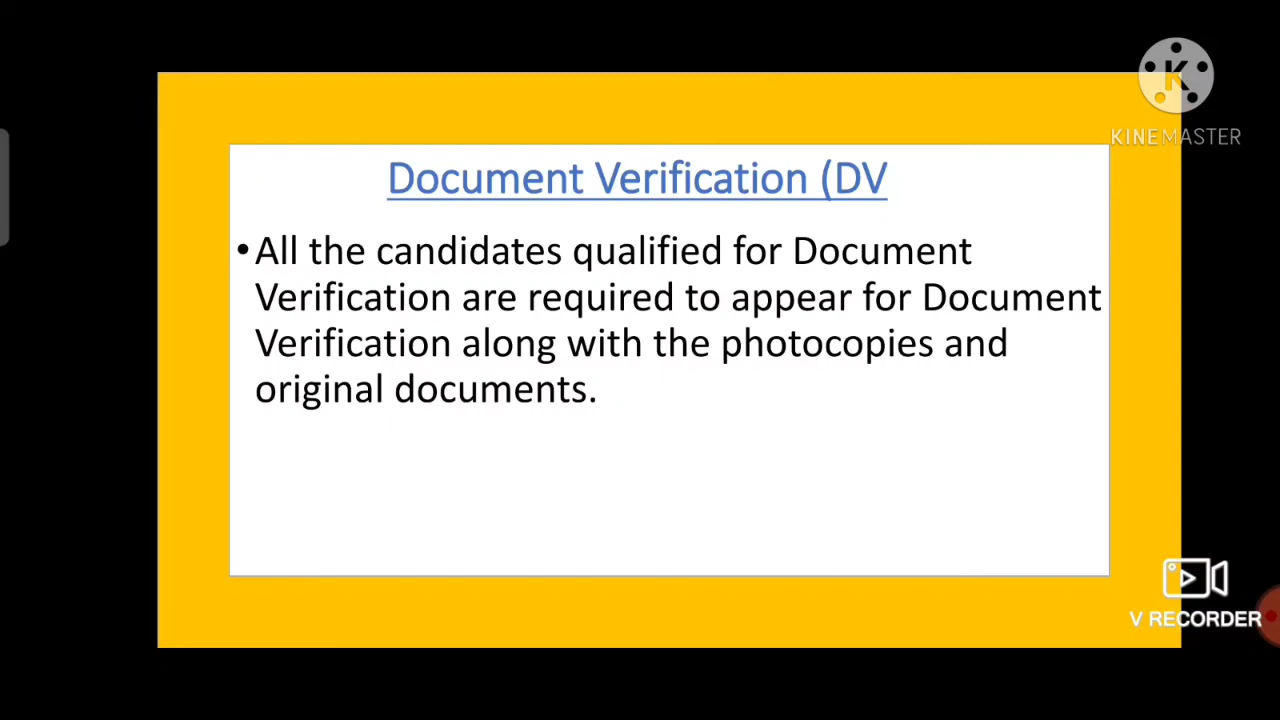 K
KINEMASTER
Document Verification (DV
•All the candidates qualified for Document
Verification are required to appear for Document
Verification along with the photocopies and
original documents.
V RECORDER